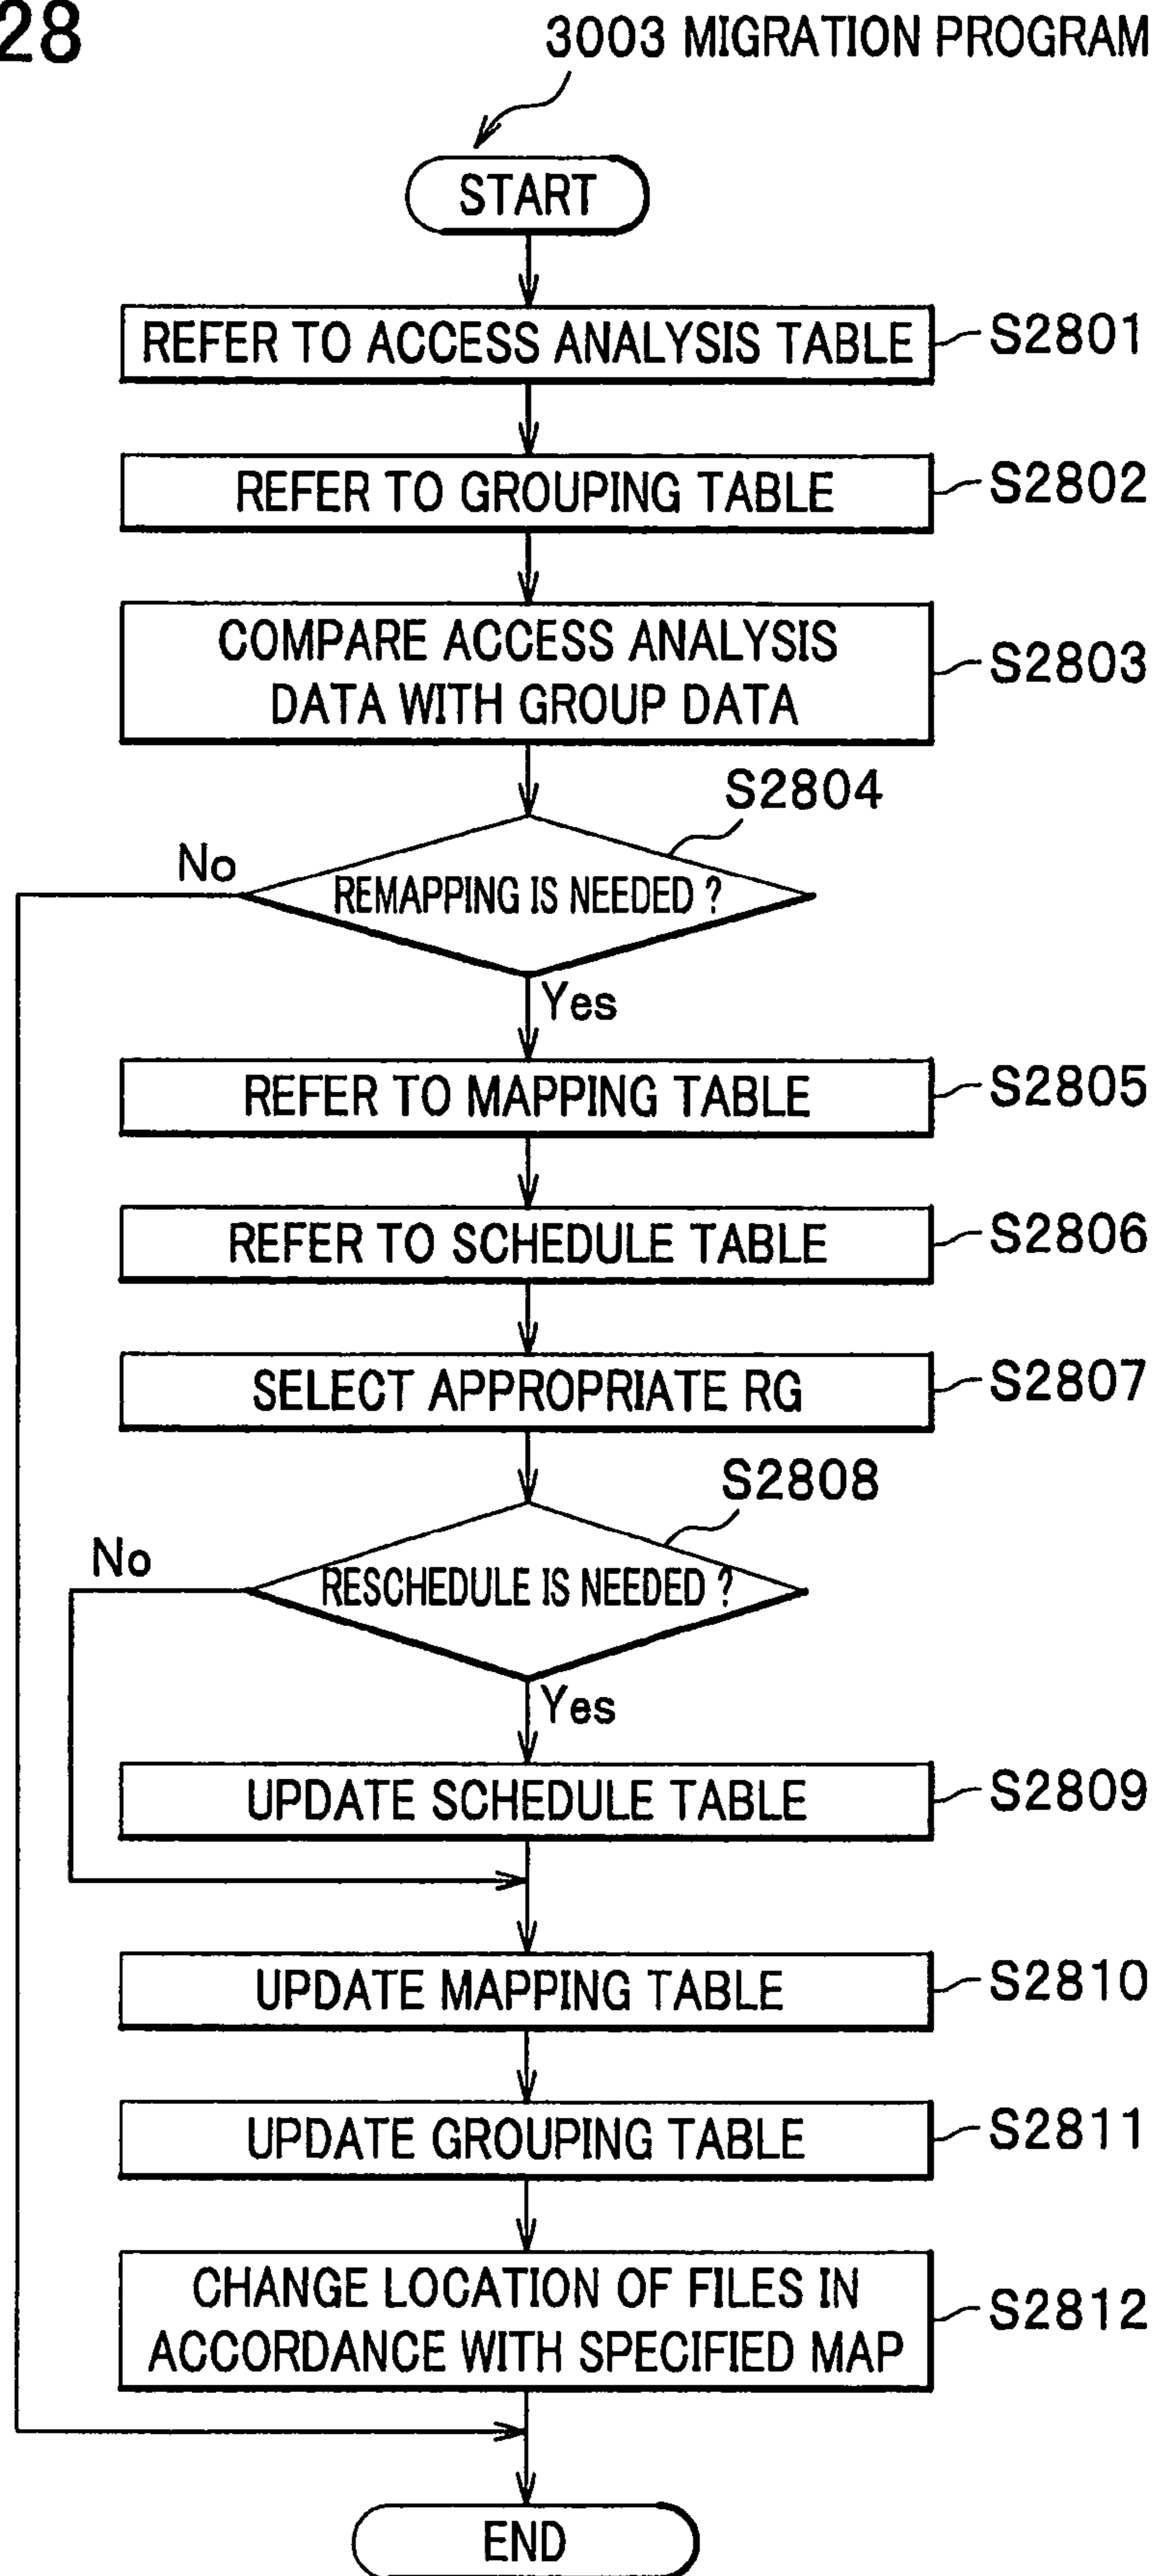 28
3003 MIGRATION PROGRAM
START
REFER TO ACCESS ANALYSIS TABLE
S2801
REFER TO GROUPING TABLE
S2802
COMPARE ACCESS ANALYSIS
DATA WITH GROUP DATA
S2803
S2804
No
REMAPPING IS NEEDED ?
Yes
REFER TO MAPPING TABLE
S2805
REFER TO SCHEDULE TABLE
S2806
SELECT APPROPRIATE RG
S2807
S2808
No
RESCHEDULE IS NEEDED ?
Yes
UPDATE SCHEDULE TABLE
S2809
UPDATE MAPPING TABLE
S2810
UPDATE GROUPING TABLE
S2811
CHANGE LOCATION OF FILES IN
ACCORDANCE WITH SPECIFIED MAP
S2812
END